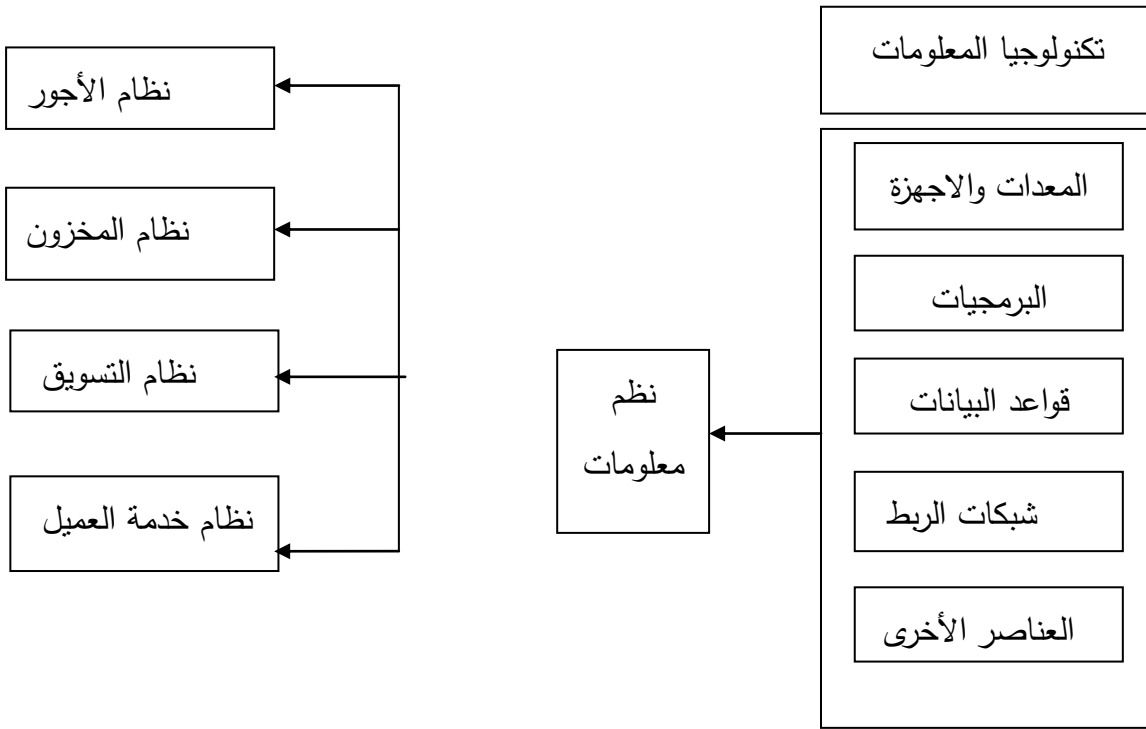 تكنولوجيا المعلومات
المعدات والاجهزة
البرمجيات
قواعد البيانات
شبكات الربط
العناصر الأخرى
نظم
معلومات
نظام الأجور
نظام المخزون
نظام التسويق
نظام خدمة العميل